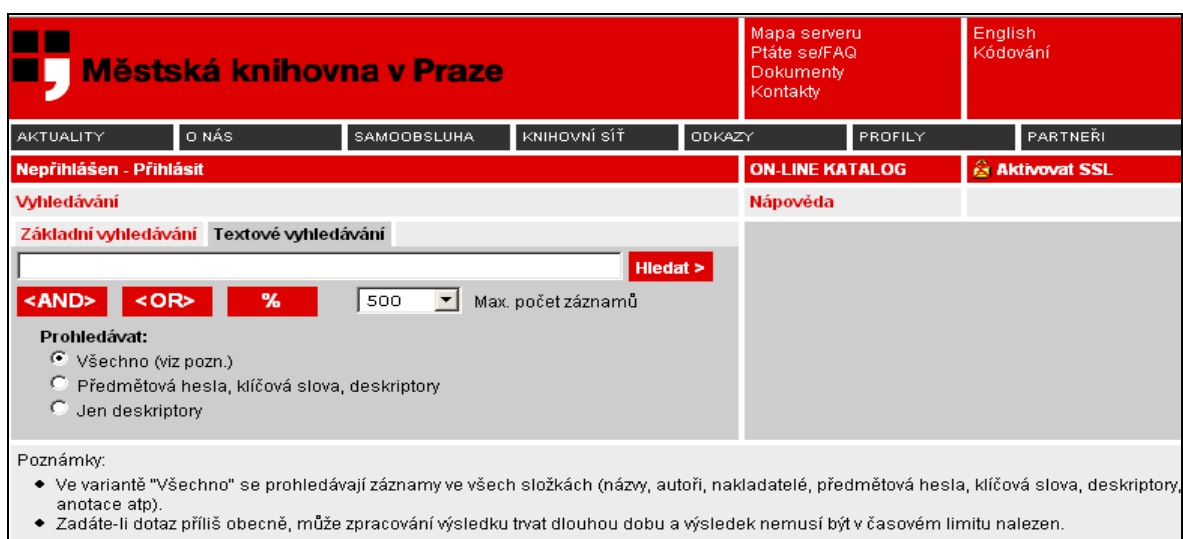 Městská knihovna v Praze
Mapa serveru
Ptáte se/FAQ
Dokumenty
Kontakty
English
Kódování
AKTUALITY O NÁS SAMOOBSLUHA KNIHOVNÍ SÍŤ ODKAZY PROFILY PARTNEŘI
Nepřihlášen - Přihlásit ON-LINE KATALOG Aktivovat SSL
Vyhledávání Nápověda
Základní vyhledávání Textové vyhledávání
Hledat >
<AND> <OR> % 500 Max. počet záznamů
Prohledávat:
Všechno (viz pozn.)
Předmětová hesla, klíčová slova, deskriptory
Jen deskriptory
Poznámky:
Ve variantě "Všechno" se prohledávají záznamy ve všech složkách (názvy, autoři, nakladatelé, předmětová hesla, klíčová slova, deskriptory,
anotace atp).
Zadáte-li dotaz příliš obecně, může zpracování výsledku trvat dlouhou dobu a výsledek nemusí být v časovém limitu nalezen.